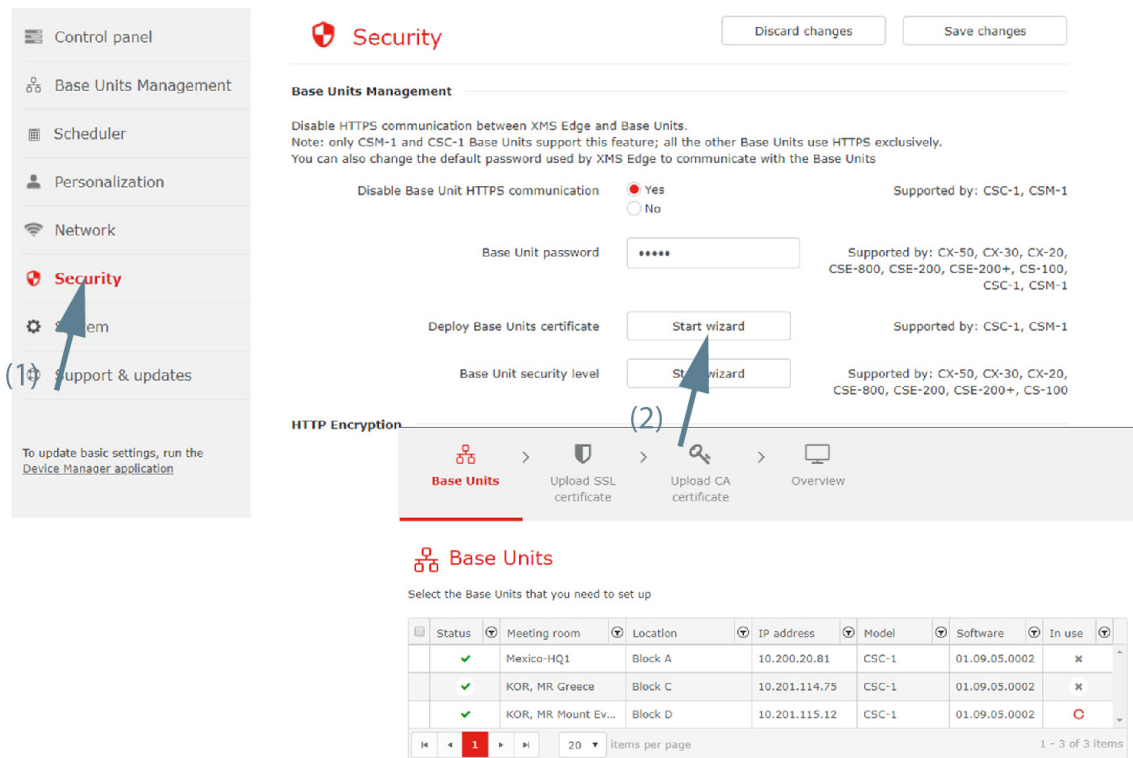 Control panel
Base Units Management
Scheduler
Personalization
Network
Security
System
(1)
Support & updates
To update basic settings, run the
Device Manager application
Security
Discard changes
Save changes
Base Units Management
Disable HTTPS communication between XMS Edge and Base Units.
Note: only CSM-1 and CSC-1 Base Units support this feature; all the other Base Units use HTTPS exclusively.
You can also change the default password used by XMS Edge to communicate with the Base Units
Disable Base Unit HTTPS communication
Yes
No
Supported by: CSC-1, CSM-1
Base Unit password
•••••
Supported by: CX-50, CX-30, CX-20,
CSE-800, CSE-200, CSE-200+, CS-100,
CSC-1, CSM-1
Deploy Base Units certificate
Start wizard
Supported by: CSC-1, CSM-1
Base Unit security level
Start wizard
Supported by: CX-50, CX-30, CX-20,
CSE-800, CSE-200, CSE-200+, CS-100
(2)
HTTP Encryption
Base Units
Upload SSL
certificate
Upload CA
certificate
Overview
Base Units
Select the Base Units that you need to set up
Status Meeting room Location IP address Model Software In use
Mexico-HQ1 Block A 10.200.20.81 CSC-1 01.09.05.0002
KOR, MR Greece Block C 10.201.114.75 CSC-1 01.09.05.0002
KOR, MR Mount Ev... Block D 10.201.115.12 CSC-1 01.09.05.0002
1 20 items per page 1 - 3 of 3 items